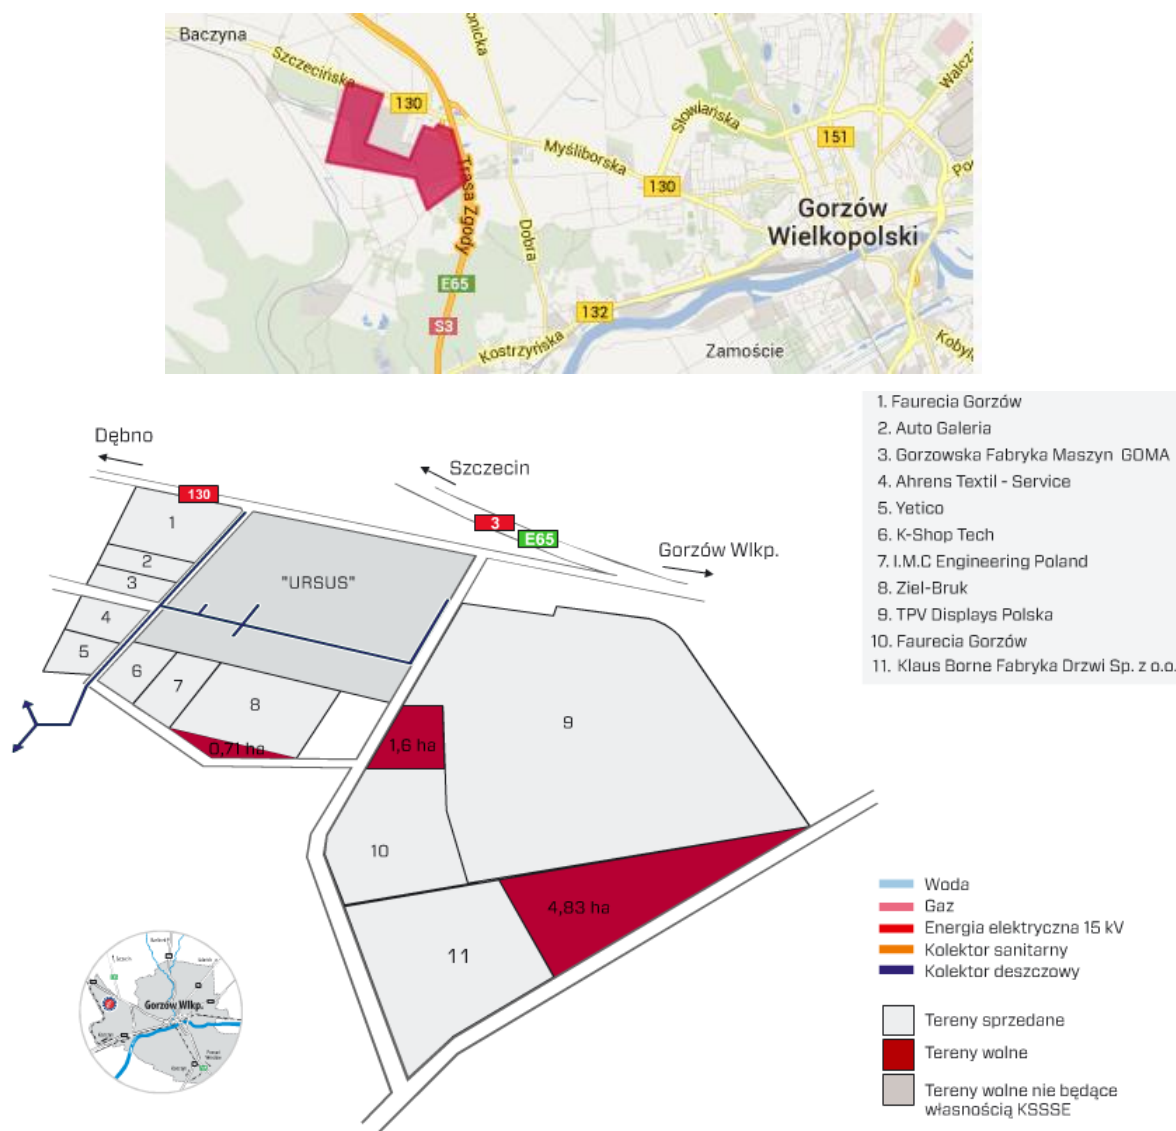 Baczyna
Szczecińska
130
Słowiańska
151
Myśliborska
130
Gorzów
Wielkopolski
Trasa Zgody
Dobra
E65
132
S3
Kostrzyńska
Zamoście
1. Faurecia Gorzów
2. Auto Galeria
3. Gorzowska Fabryka Maszyn GOMA
4. Ahrens Textil - Service
5. Yetico
6. K-Shop Tech
7. I.M.C Engineering Poland
8. Ziel-Bruk
9. TPV Displays Polska
10. Faurecia Gorzów
11. Klaus Borne Fabryka Drzwi Sp. z o.o.
Dębno
Szczecin
130
3
E65
Gorzów Wlkp.
1
2
3
"URSUS"
4
5
6
7
8
9
0,71 ha
1,6 ha
10
4,83 ha
11
Gorzów Wlkp.
Woda
Gaz
Energia elektryczna 15 kV
Kolektor sanitarny
Kolektor deszczowy
Tereny sprzedane
Tereny wolne
Tereny wolne nie będące
własnością KSSSE